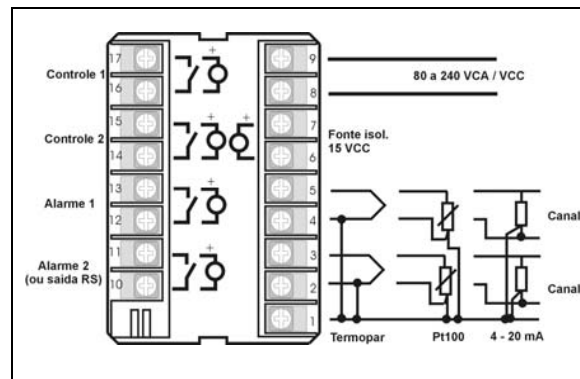 17
Controle 1
16
15
Controle 2
14
13
Alarme 1
12
11
Alarme 2
(ou saida RS)
10
+
+
+
+
+
9
80 a 240 VCA / VCC
8
7
Fonte isol.
15 VCC
6
5
Canal
4
3
2
Canal
1
Termopar
Pt100
4 - 20 mA